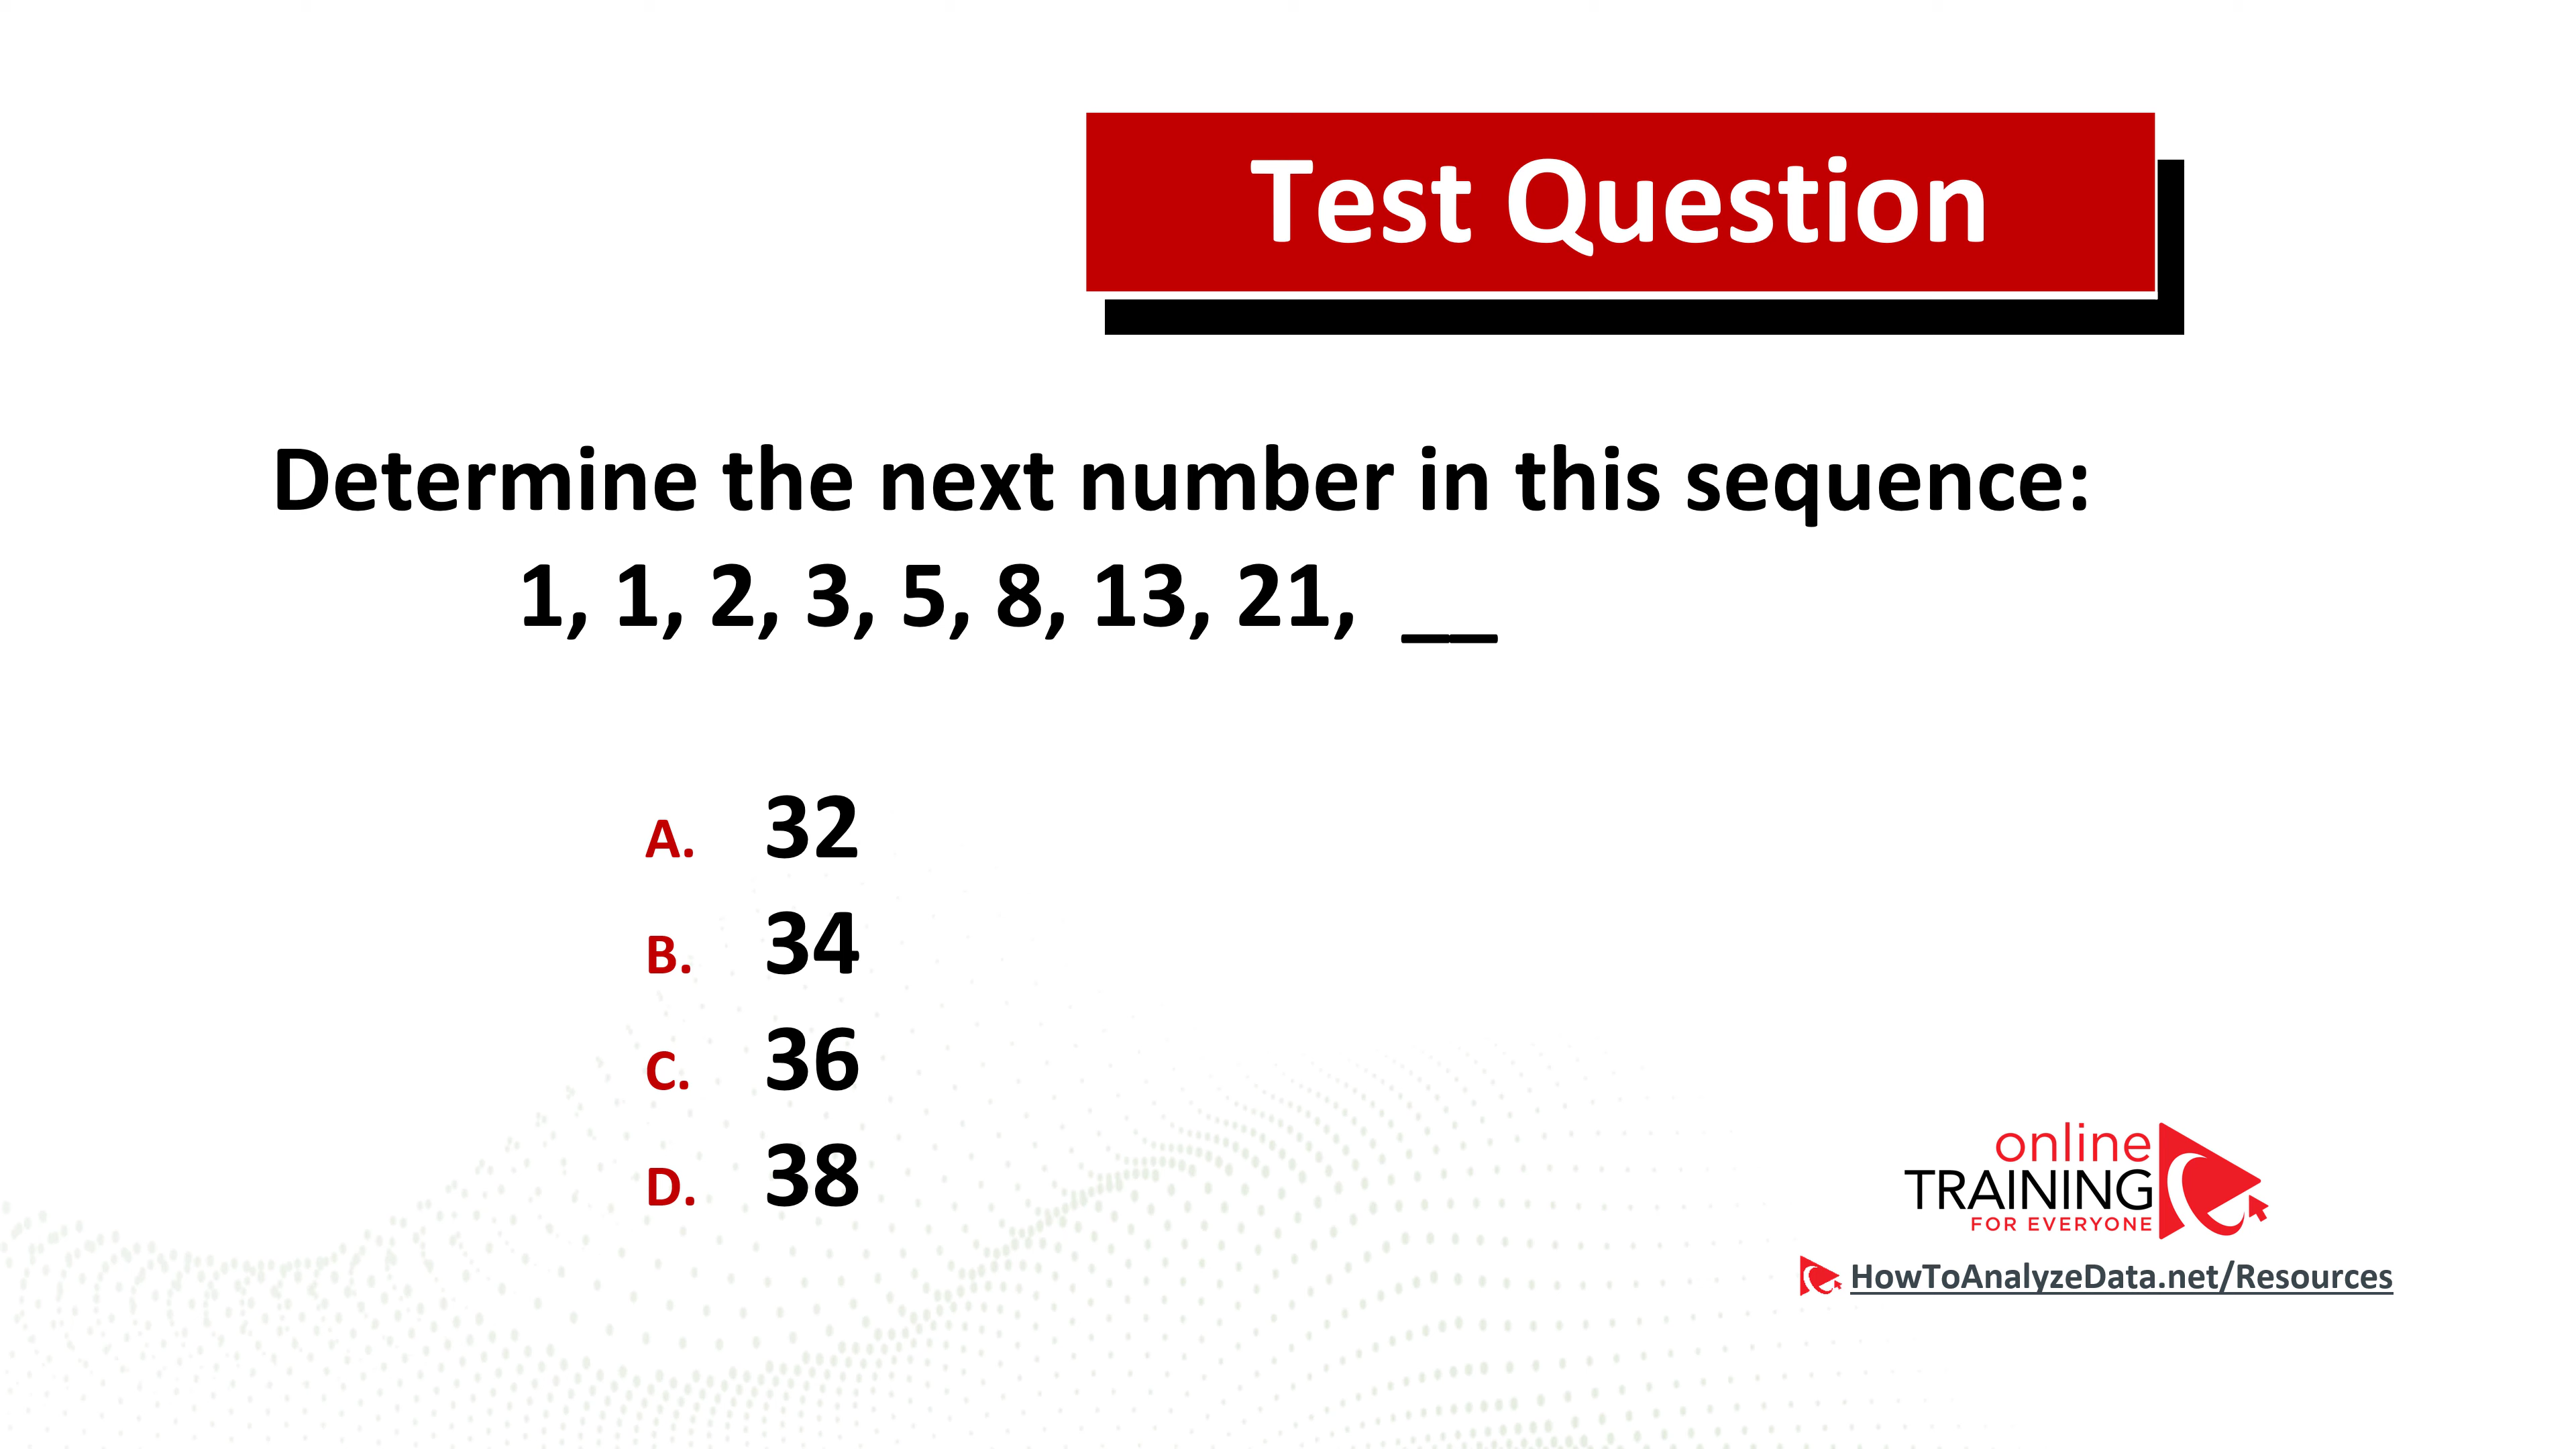 Test Question
Determine the next number in this sequence:
1, 1, 2, 3, 5, 8, 13, 21, __
A. 32
B. 34
C. 36
D. 38
online
TRAINING
FOR EVERYONE
HowToAnalyzeData.net/Resources